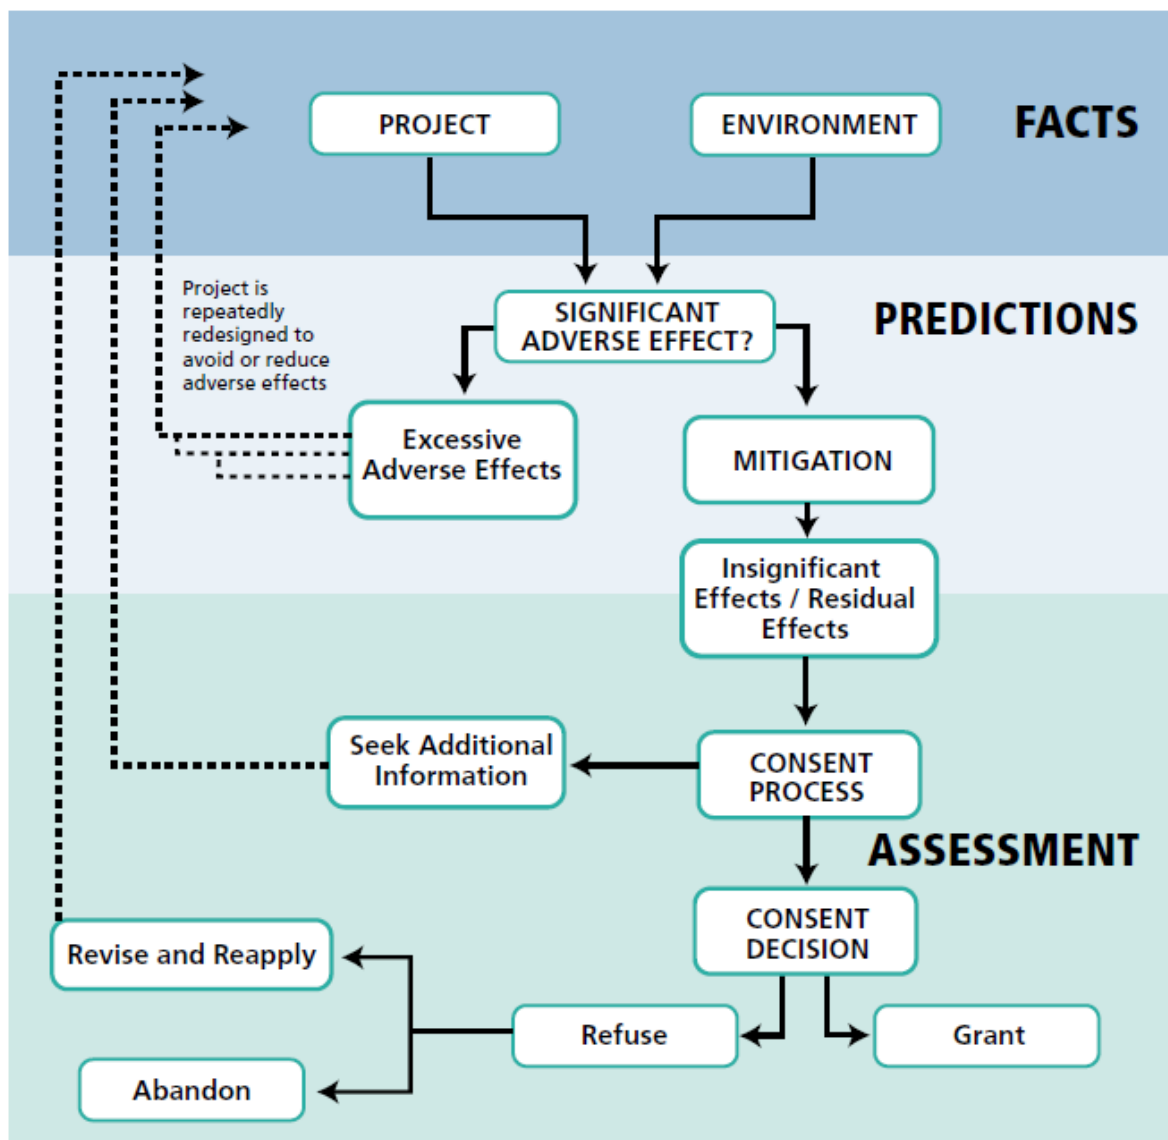 PROJECT
ENVIRONMENT
FACTS
Project is
repeatedly
redesigned to
avoid or reduce
adverse effects
SIGNIFICANT
ADVERSE EFFECT?
PREDICTIONS
Excessive
Adverse Effects
MITIGATION
Insignificant
Effects / Residual
Effects
Seek Additional
Information
CONSENT
PROCESS
ASSESSMENT
CONSENT
DECISION
Revise and Reapply
Refuse
Grant
Abandon